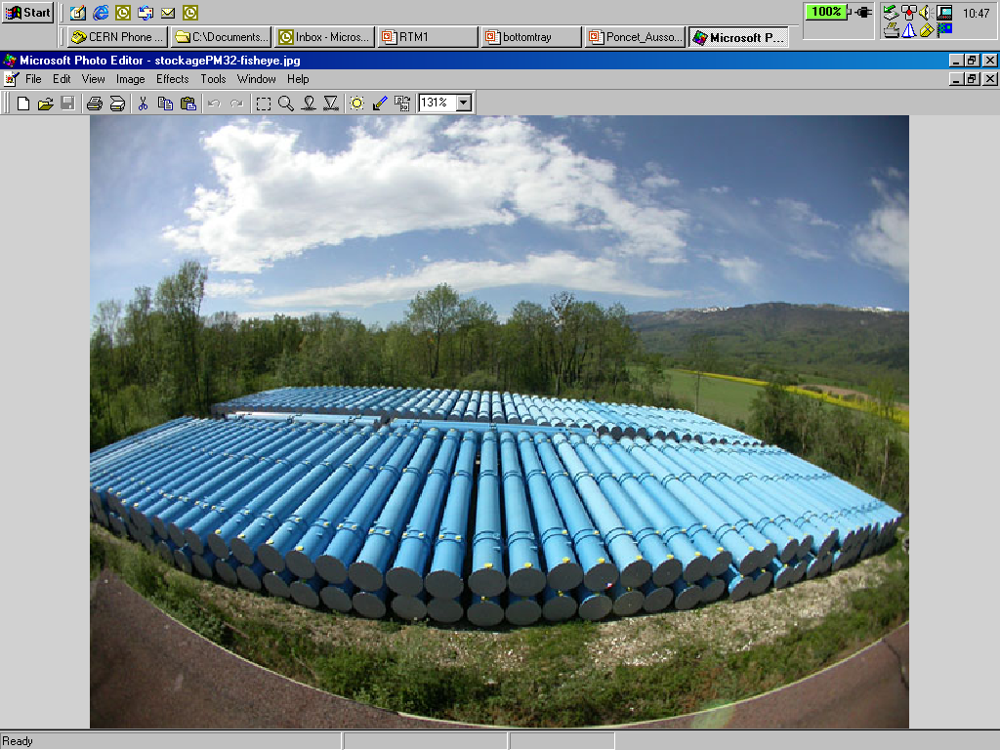 Start
100%
10:47
CERN Phone ...
C:\Documents...
Inbox - Micros...
RTM1
bottomtray
Poncet_Ausso...
Microsoft P...
Microsoft Photo Editor - stockagePM32-fisheye.jpg
File Edit View Image Effects Tools Window Help
131%
Ready